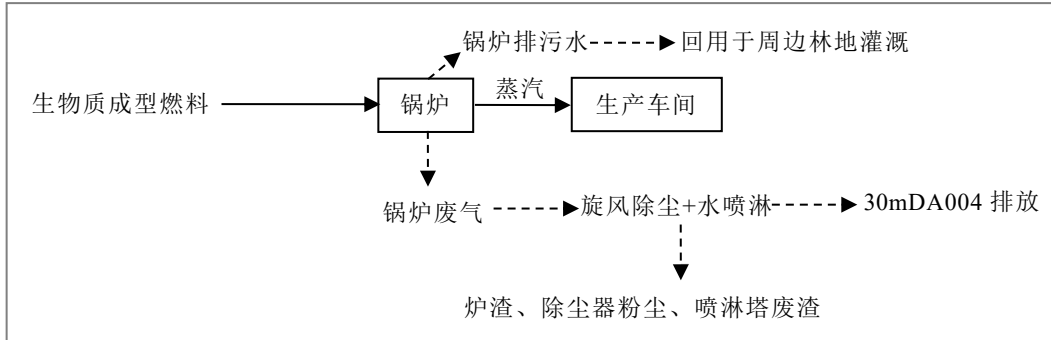 锅炉排污水
回用于周边林地灌溉
生物质成型燃料
锅炉
蒸汽
生产车间
锅炉废气
旋风除尘+水喷淋
30mDA004 排放
炉渣、除尘器粉尘、喷淋塔废渣